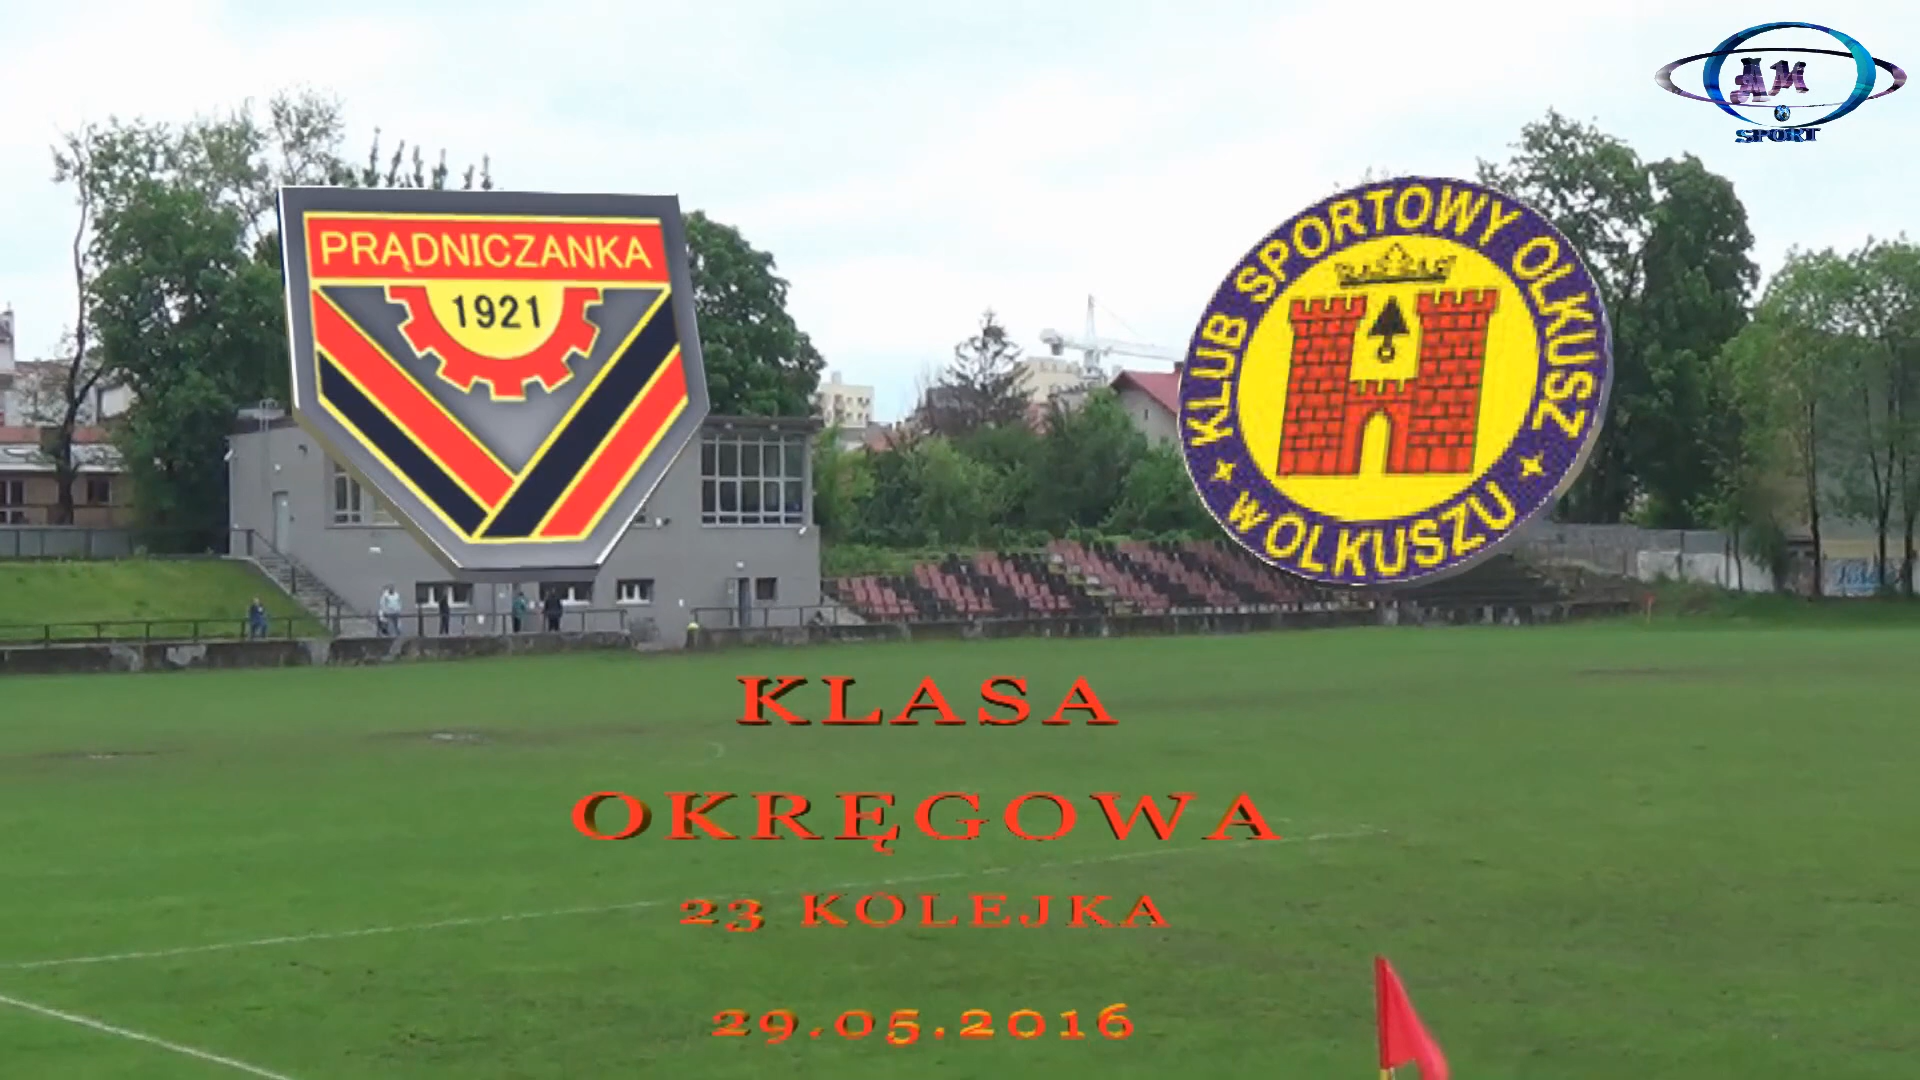 AM
SPORT
PRĄDNICZANKA
1921
KLUB SPORTOWY OLKUSZ
w OLKUSZU
KLASA
OKRĘGOWA
23 KOLEJKA
29.05.2016